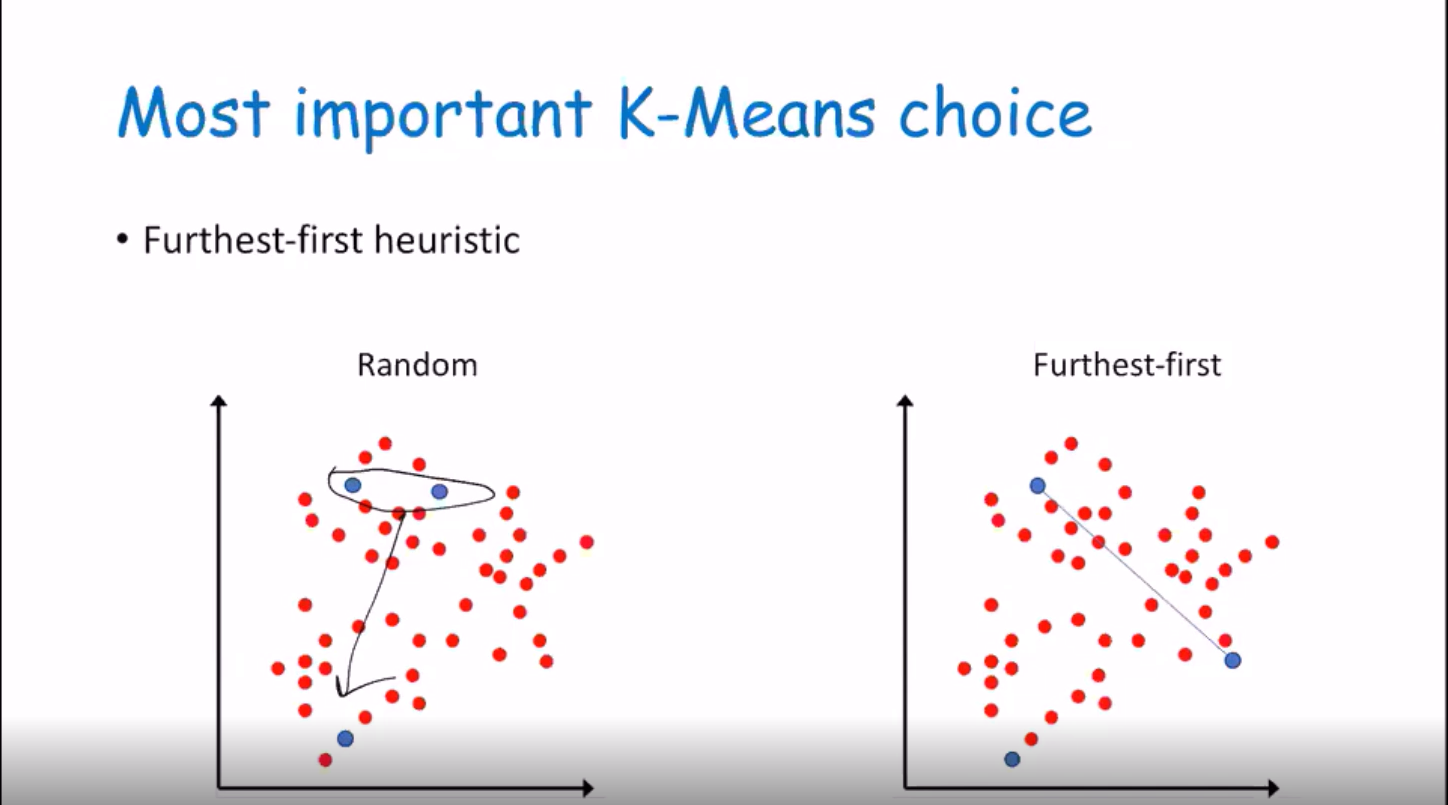 Most important K-Means choice
• Furthest-first heuristic
Random
Furthest-first